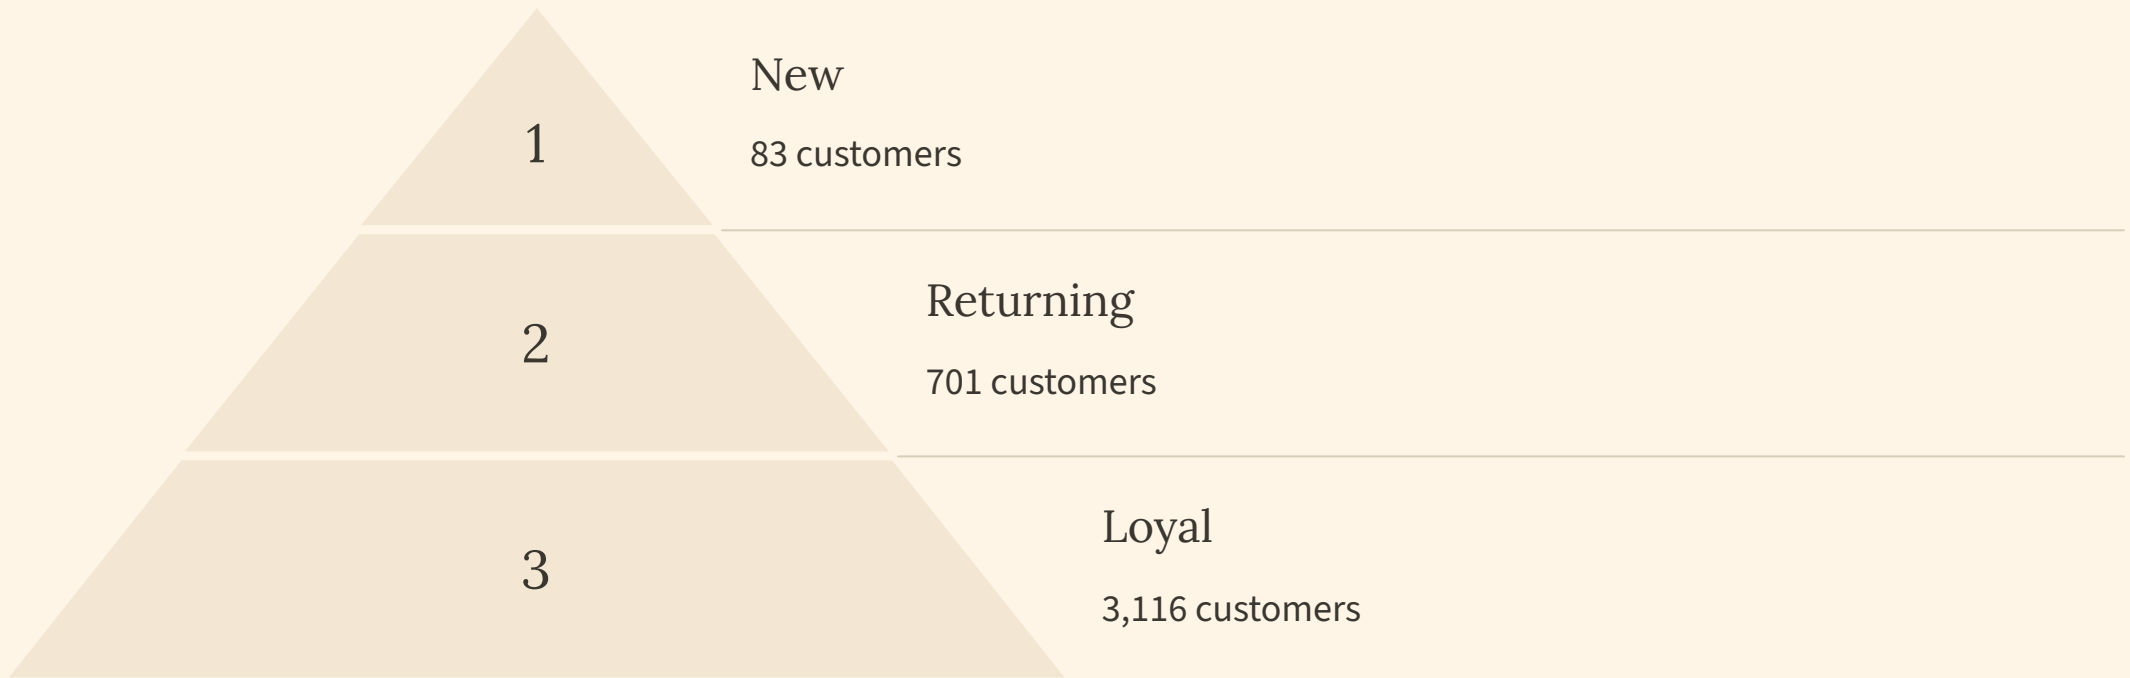 1
New
83 customers
2
Returning
701 customers
3
Loyal
3,116 customers